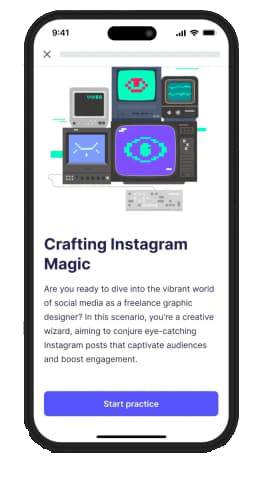 9:41
Crafting Instagram
Magic
Are you ready to dive into the vibrant world
of social media as a freelance graphic
designer? In this scenario, you're a creative
wizard, aiming to conjure eye-catching
Instagram posts that captivate audiences
and boost engagement.
Start practice